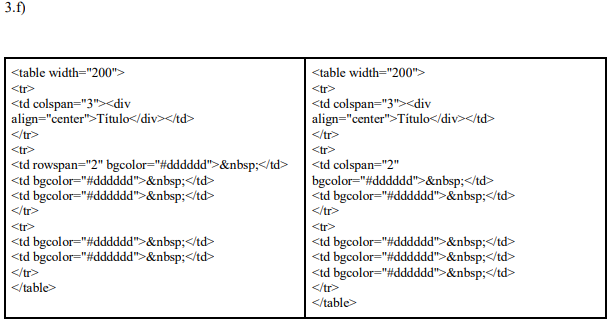 3.f)
<table width="200">
<tr>
<td colspan="3"><div
align="center">Título</div></td>
</tr>
<tr>
<td rowspan="2" bgcolor="#dddddd">&nbsp;</td>
<td bgcolor="#dddddd">&nbsp;</td>
<td bgcolor="#dddddd">&nbsp;</td>
</tr>
<tr>
<td bgcolor="#dddddd">&nbsp;</td>
<td bgcolor="#dddddd">&nbsp;</td>
</tr>
</table>
<table width="200">
<tr>
<td colspan="3"><div
align="center">Título</div></td>
</tr>
<tr>
<td colspan="2"
bgcolor="#dddddd">&nbsp;</td>
<td bgcolor="#dddddd">&nbsp;</td>
</tr>
<tr>
<td bgcolor="#dddddd">&nbsp;</td>
<td bgcolor="#dddddd">&nbsp;</td>
<td bgcolor="#dddddd">&nbsp;</td>
</tr>
</table>